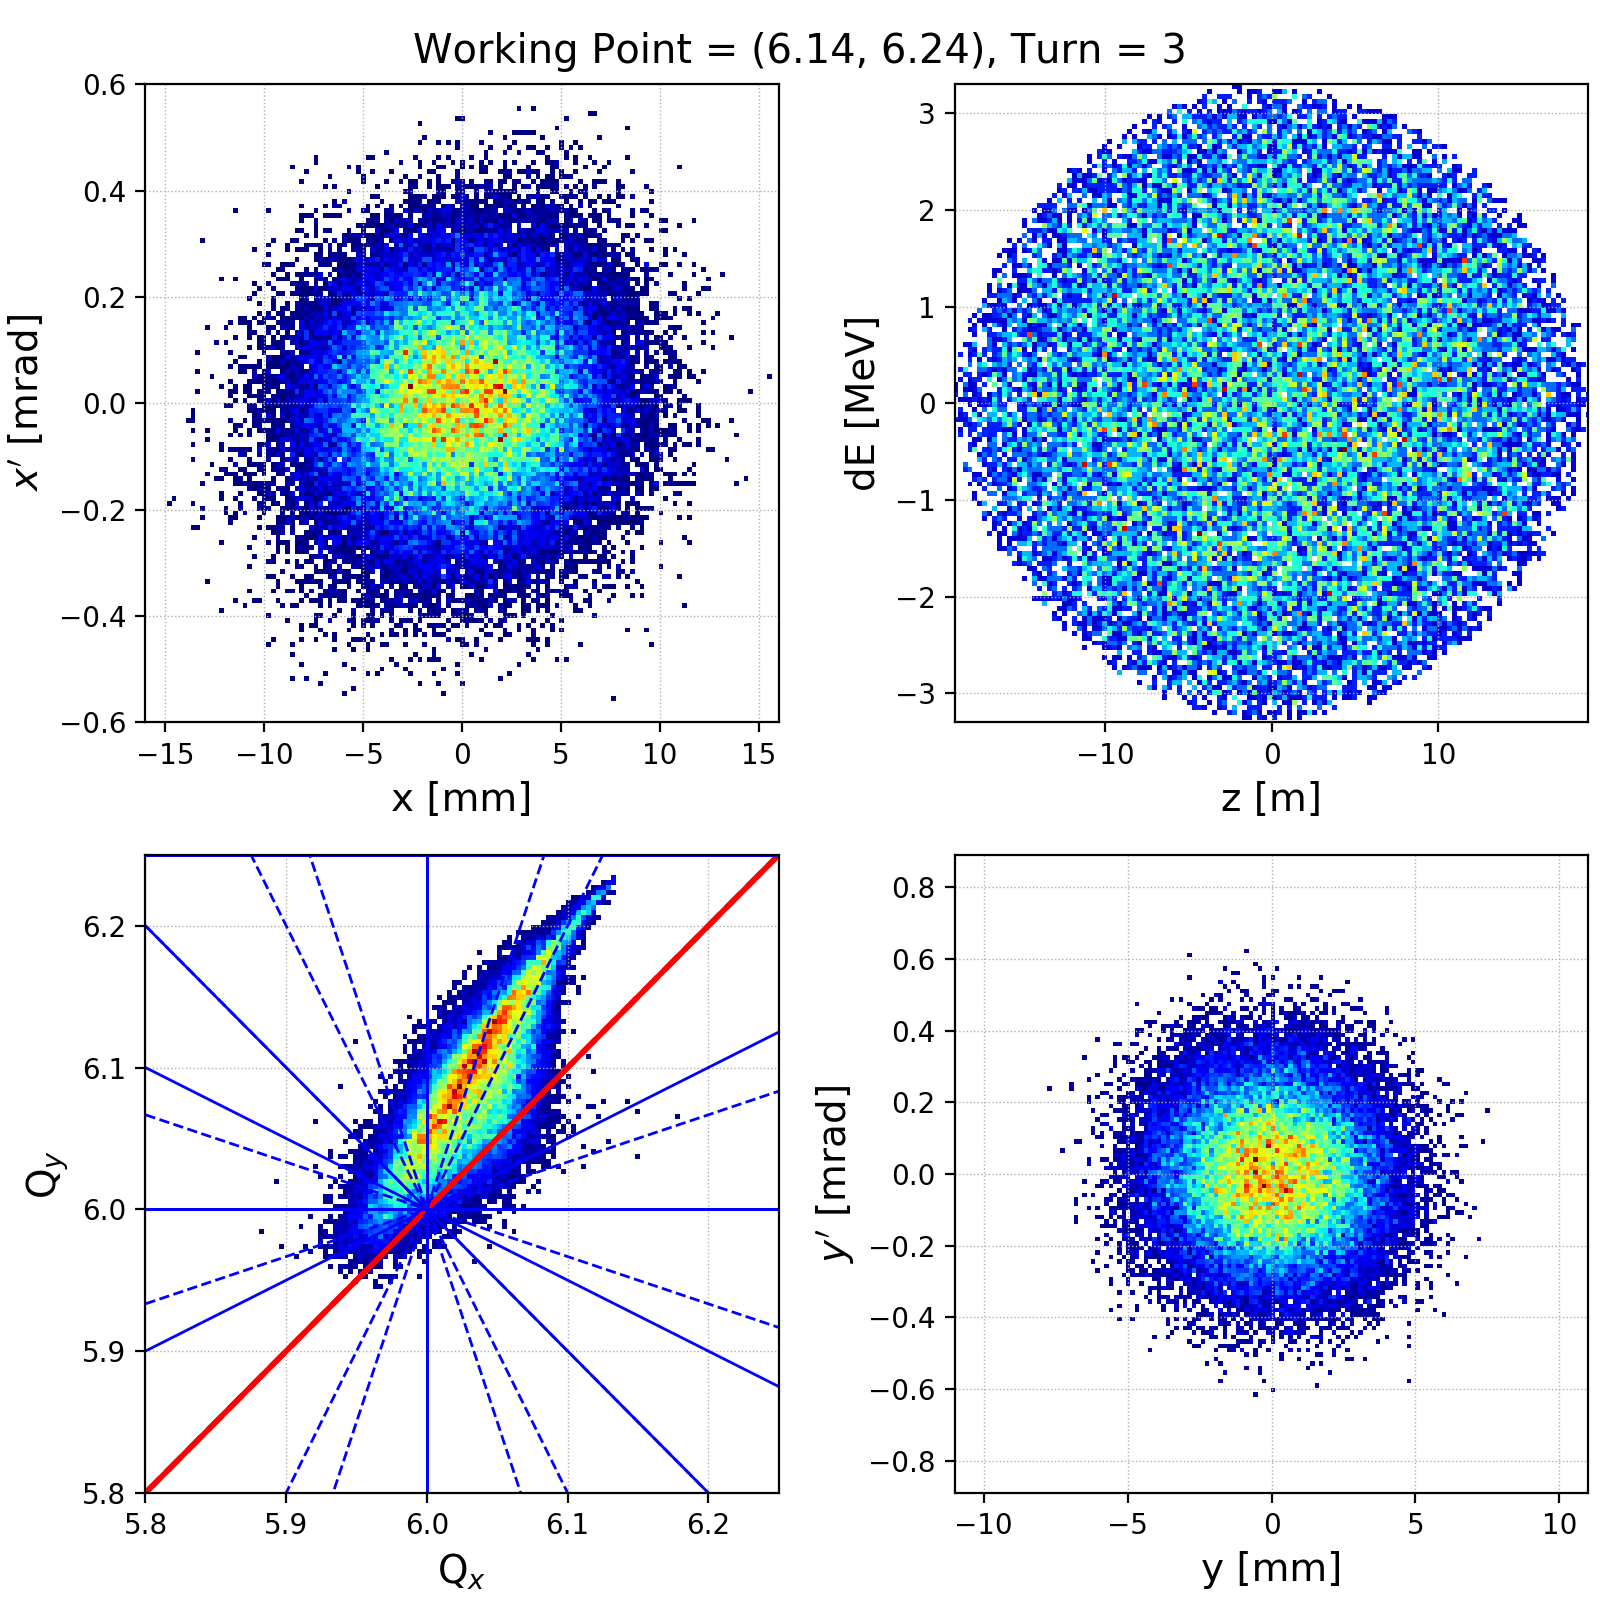 Working Point = (6.14, 6.24), Turn = 3
0.6
0.4
0.2
0.0
−0.2
−0.4
−0.6
x′ [mrad]
−15 −10 −5 0 5 10 15
x [mm]
3
2
1
0
−1
−2
−3
dE [MeV]
−10 0 10
z [m]
6.2
6.1
6.0
5.9
5.8
Qy
5.8 5.9 6.0 6.1 6.2
Qx
0.8
0.6
0.4
0.2
0.0
−0.2
−0.4
−0.6
−0.8
y′ [mrad]
−10 −5 0 5 10
y [mm]